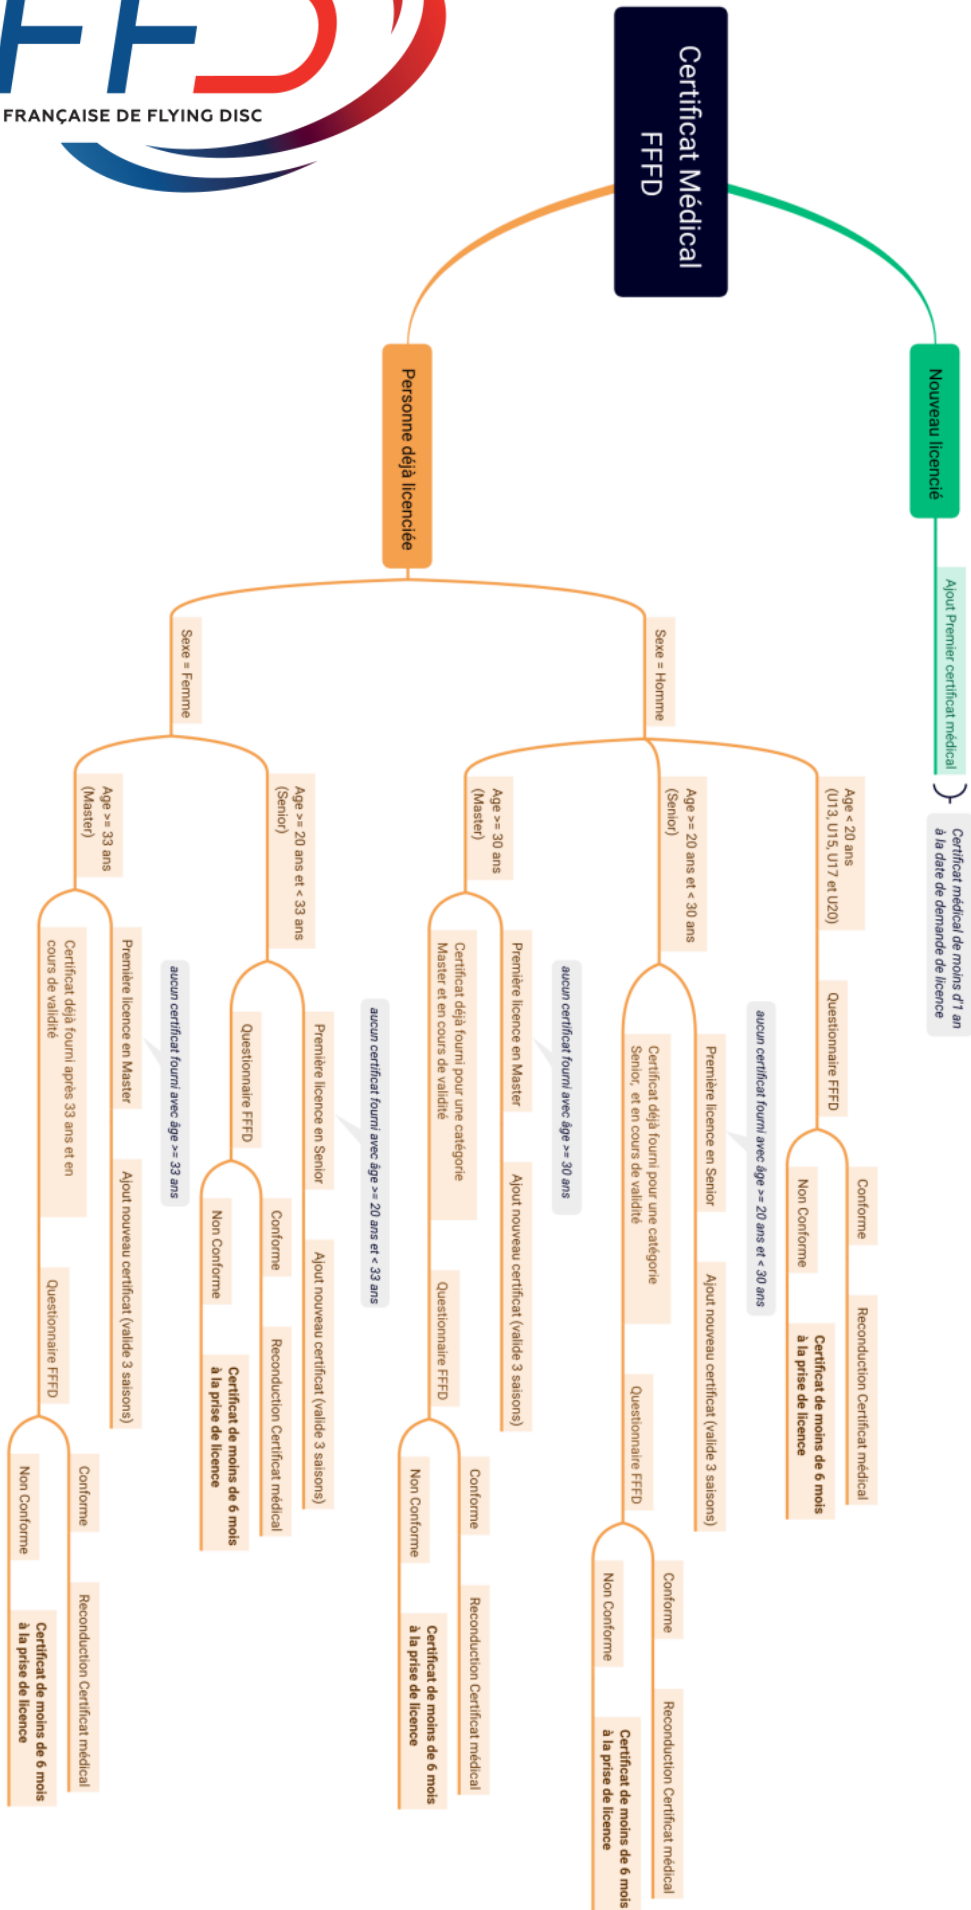 FFD
FRANÇAISE DE FLYING DISC
Certificat Médical
FFFD
Nouveau licencié
Ajout Premier certificat médical
Certificat médical de moins d'1 an
à la date de demande de licence
Personne déjà licenciée
Sexe = Homme
Age < 20 ans
(U13, U15, U17 et U20)
Questionnaire FFFD
Conforme
Reconduction Certificat médical
Non Conforme
Certificat de moins de 6 mois
à la prise de licence
Age >= 20 ans et < 30 ans
(Senior)
aucun certificat fourni avec âge >= 20 ans et < 30 ans
Première licence en Senior
Ajout nouveau certificat (valide 3 saisons)
Certificat déjà fourni pour une catégorie
Senior, et en cours de validité
Questionnaire FFFD
Conforme
Reconduction Certificat médical
Non Conforme
Certificat de moins de 6 mois
à la prise de licence
Age >= 30 ans
(Master)
aucun certificat fourni avec âge >= 30 ans
Première licence en Master
Ajout nouveau certificat (valide 3 saisons)
Certificat déjà fourni pour une catégorie
Master et en cours de validité
Questionnaire FFFD
Conforme
Reconduction Certificat médical
Non Conforme
Certificat de moins de 6 mois
à la prise de licence
Sexe = Femme
Age >= 20 ans et < 33 ans
(Senior)
aucun certificat fourni avec âge >= 20 ans et < 33 ans
Première licence en Senior
Ajout nouveau certificat (valide 3 saisons)
Questionnaire FFFD
Conforme
Reconduction Certificat médical
Non Conforme
Certificat de moins de 6 mois
à la prise de licence
Age >= 33 ans
(Master)
aucun certificat fourni avec âge >= 33 ans
Première licence en Master
Ajout nouveau certificat (valide 3 saisons)
Certificat déjà fourni après 33 ans et en
cours de validité
Questionnaire FFFD
Conforme
Reconduction Certificat médical
Non Conforme
Certificat de moins de 6 mois
à la prise de licence